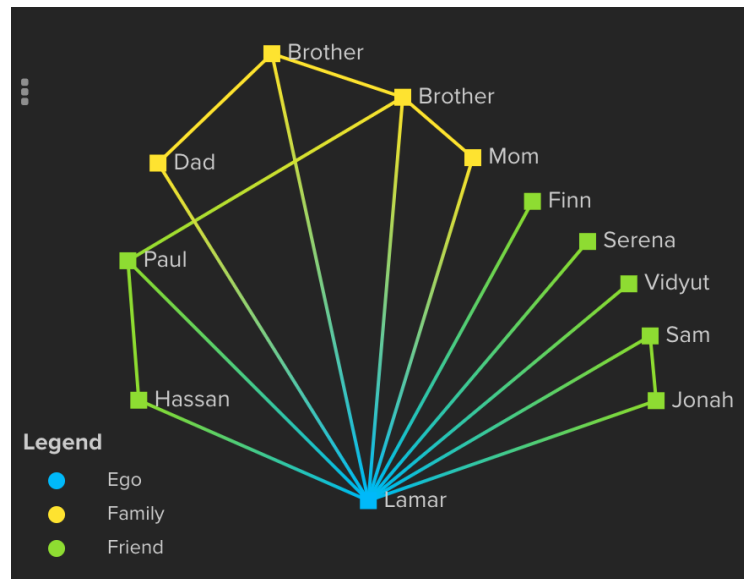 Brother
Brother
Dad
Mom
Finn
Serena
Paul
Vidyut
Sam
Hassan
Jonah
Lamar
Legend
Ego
Family
Friend